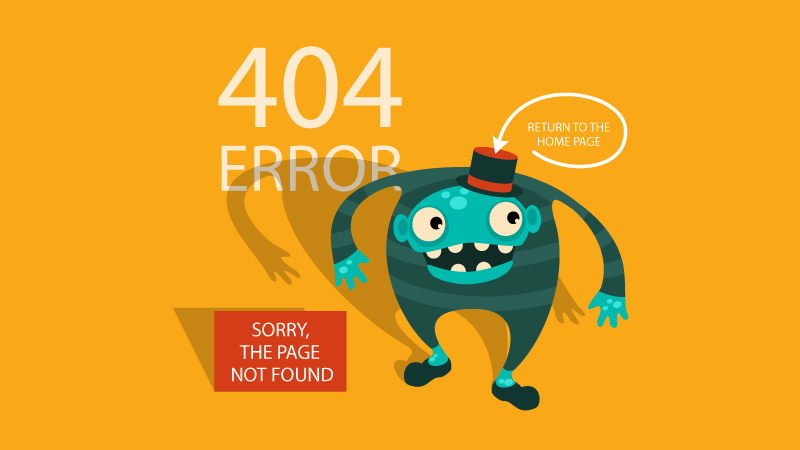 404
ERROR
RETURN TO THE
HOME PAGE
SORRY,
THE PAGE
NOT FOUND